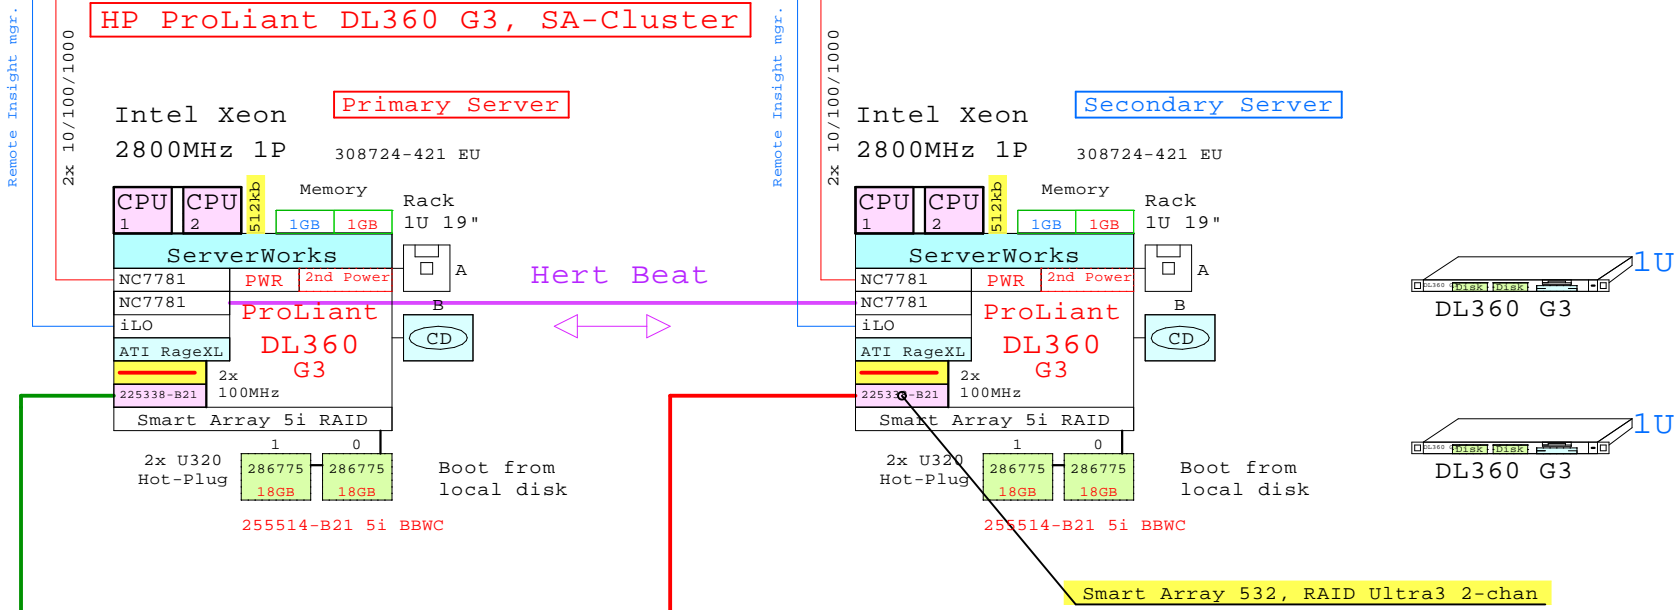 HP ProLiant DL360 G3, SA-Cluster
Remote Insight mgr.
2x 10/100/1000
Intel Xeon
2800MHz 1P
Primary Server
308724-421 EU
CPU
1
CPU
2
512kb
Memory
1GB
1GB
Rack
1U 19"
ServerWorks
NC7781
PWR
2nd Power
A
NC7781
ProLiant
DL360
G3
B
iLO
CD
ATI RageXL
2x
100MHz
225338-B21
Smart Array 5i RAID
1
0
2x U320
Hot-Plug
286775
18GB
286775
18GB
Boot from
local disk
255514-B21 5i BBWC
Hert Beat
Remote Insight mgr.
2x 10/100/1000
Intel Xeon
2800MHz 1P
Secondary Server
308724-421 EU
CPU
1
CPU
2
512kb
Memory
1GB
1GB
Rack
1U 19"
ServerWorks
NC7781
PWR
2nd Power
A
NC7781
ProLiant
DL360
G3
B
iLO
CD
ATI RageXL
2x
100MHz
225338-B21
Smart Array 5i RAID
1
0
2x U320
Hot-Plug
286775
18GB
286775
18GB
Boot from
local disk
255514-B21 5i BBWC
Smart Array 532, RAID Ultra3 2-chan
1U
DL360 G
Disk
Disk
DL360 G3
1U
DL360 G
Disk
Disk
DL360 G3